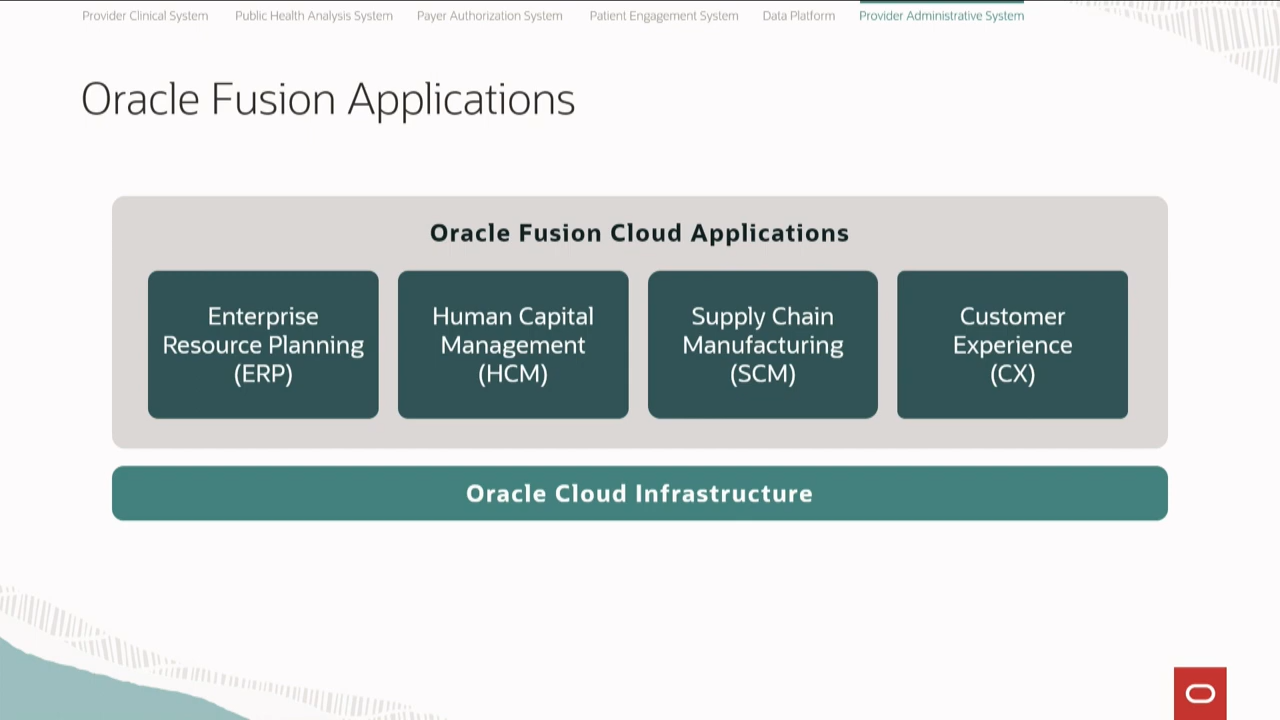 Provider Clinical System Public Health Analysis System Payer Authorization System Patient Engagement System Data Platform Provider Administrative System
Oracle Fusion Applications
Oracle Fusion Cloud Applications
Enterprise
Resource Planning
(ERP)
Human Capital
Management
(HCM)
Supply Chain
Manufacturing
(SCM)
Customer
Experience
(CX)
Oracle Cloud Infrastructure